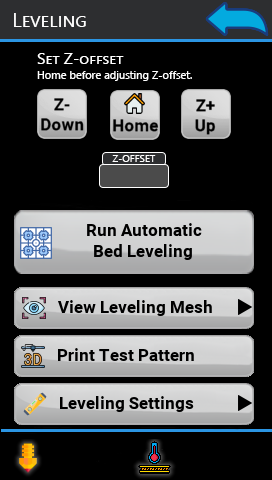 LEVELING
SET Z-OFFSET
Home before adjusting Z-offset.
Z-
Down
Home
Z+
Up
Z-OFFSET
Run Automatic
Bed Leveling
View Leveling Mesh
3D
Print Test Pattern
Leveling Settings